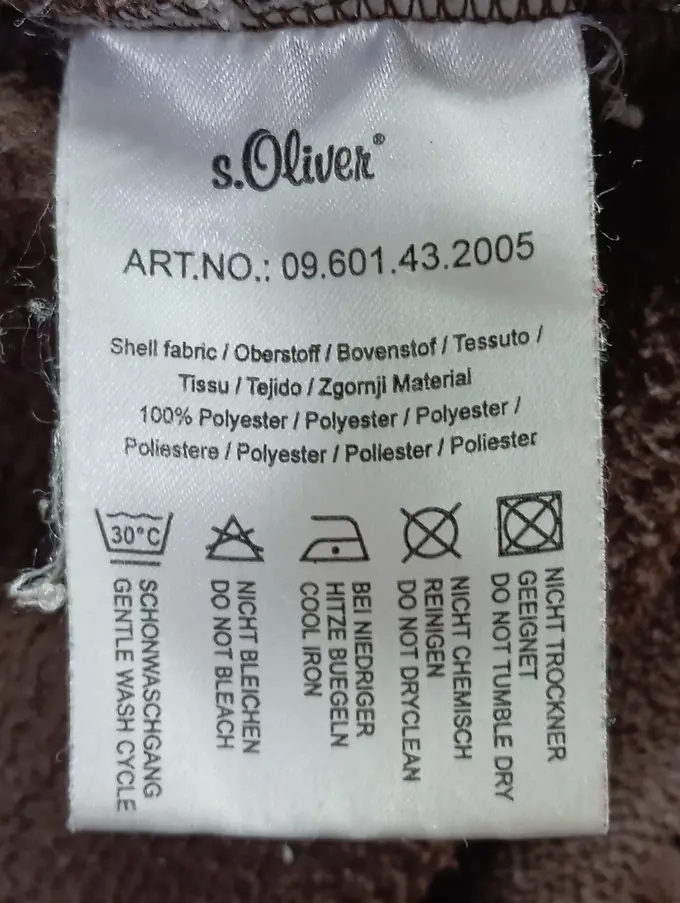 s.Oliver®
ART.NO.: 09.601.43.2005
Shell fabric / Oberstoff / Bovenstof / Tessuto /
Tissu / Tejido / Zgornji Material
100% Polyester / Polyester / Polyester /
Poliestere / Polyester / Poliester / Poliester
30°C
SCHONWASCHGANG
GENTLE WASH CYCLE
NICHT BLEICHEN
DO NOT BLEACH
BEI NIEDRIGER
HITZE BUEGELN
COOL IRON
NICHT CHEMISCH
REINIGEN
DO NOT DRYCLEAN
NICHT TROCKNER
GEEIGNET
DO NOT TUMBLE DRY